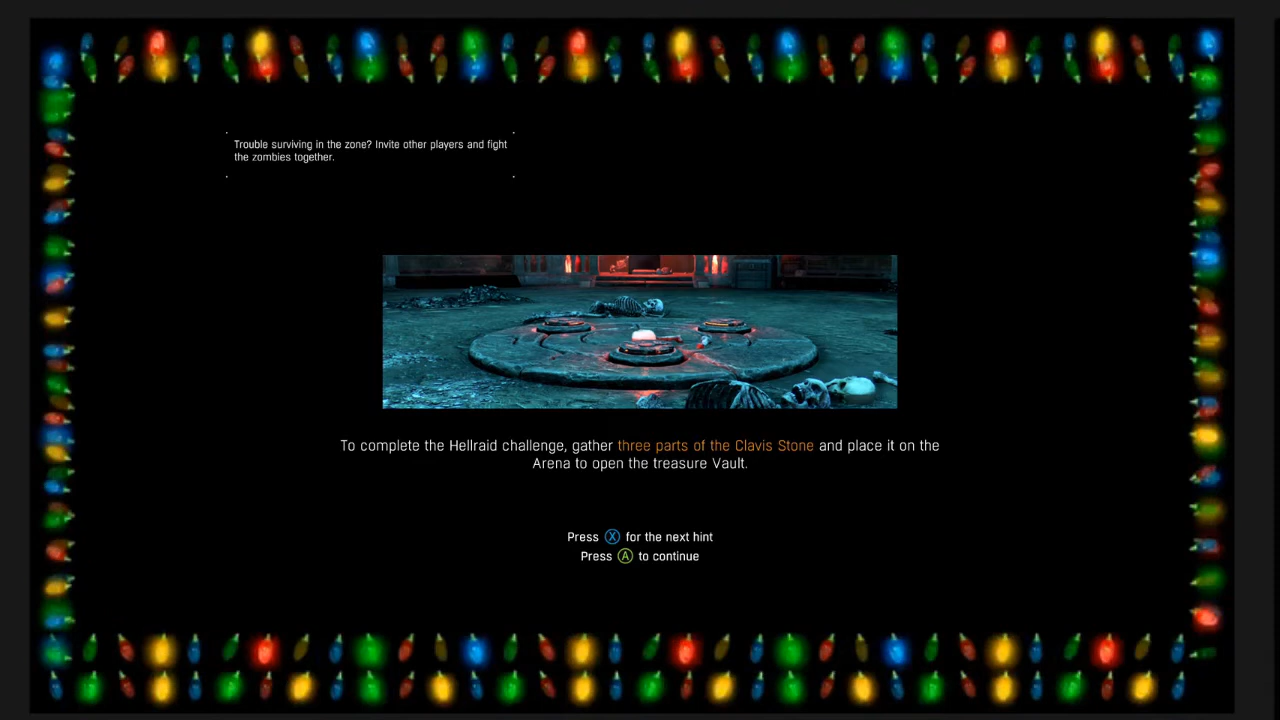 Trouble surviving in the zone? Invite other players and fight
the zombies together.
To complete the Hellraid challenge, gather three parts of the Clavis Stone and place it on the
Arena to open the treasure Vault.
Press X for the next hint
Press A to continue